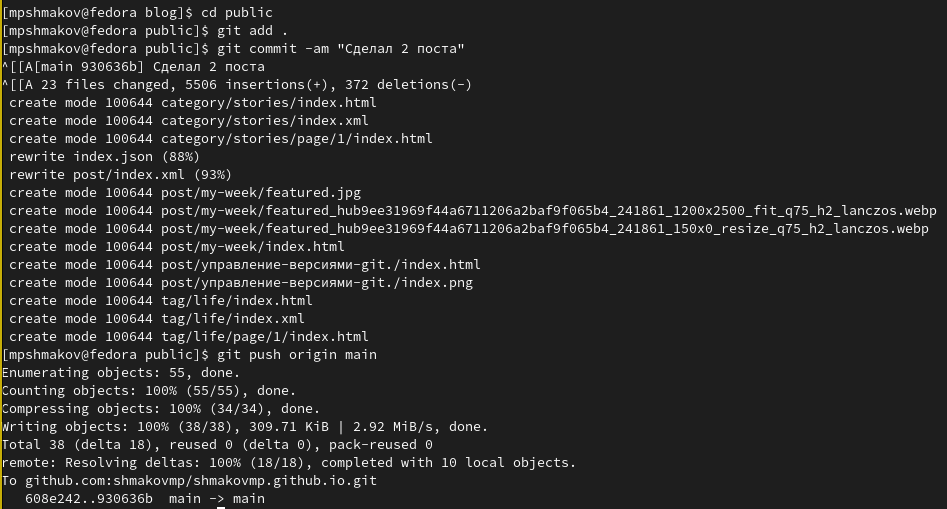 [mpshmakov@fedora blog]$ cd public
[mpshmakov@fedora public]$ git add .
[mpshmakov@fedora public]$ git commit -am "Сделал 2 поста"
^[[A[main 930636b] Сделал 2 поста
^[[A 23 files changed, 5506 insertions(+), 372 deletions(-)
 create mode 100644 category/stories/index.html
 create mode 100644 category/stories/index.xml
 create mode 100644 category/stories/page/1/index.html
 rewrite index.json (88%)
 rewrite post/index.xml (93%)
 create mode 100644 post/my-week/featured.jpg
 create mode 100644 post/my-week/featured_hub9ee31969f44a6711206a2baf9f065b4_241861_1200x2500_fit_q75_h2_lanczos.webp
 create mode 100644 post/my-week/featured_hub9ee31969f44a6711206a2baf9f065b4_241861_150x0_resize_q75_h2_lanczos.webp
 create mode 100644 post/my-week/index.html
 create mode 100644 post/управление-версиями-git./index.html
 create mode 100644 post/управление-версиями-git./index.png
 create mode 100644 tag/life/index.html
 create mode 100644 tag/life/index.xml
 create mode 100644 tag/life/page/1/index.html
[mpshmakov@fedora public]$ git push origin main
Enumerating objects: 55, done.
Counting objects: 100% (55/55), done.
Compressing objects: 100% (34/34), done.
Writing objects: 100% (38/38), 309.71 KiB | 2.92 MiB/s, done.
Total 38 (delta 18), reused 0 (delta 0), pack-reused 0
remote: Resolving deltas: 100% (18/18), completed with 10 local objects.
To github.com:shmakovmp/shmakovmp.github.io.git
   608e242..930636b  main -> main